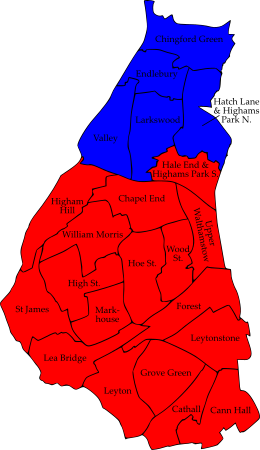 Chingford Green
Endlebury
Hatch Lane
& Highams
Park N.
Larkswood
Valley
Hale End &
Highams Park S.
Chapel End
Higham
Hill
Upper
Walthamstow
William Morris
Wood
St.
Hoe St.
High St.
St James
Mark-
house
Forest
Leytonstone
Lea Bridge
Grove Green
Leyton
Cathall
Cann Hall